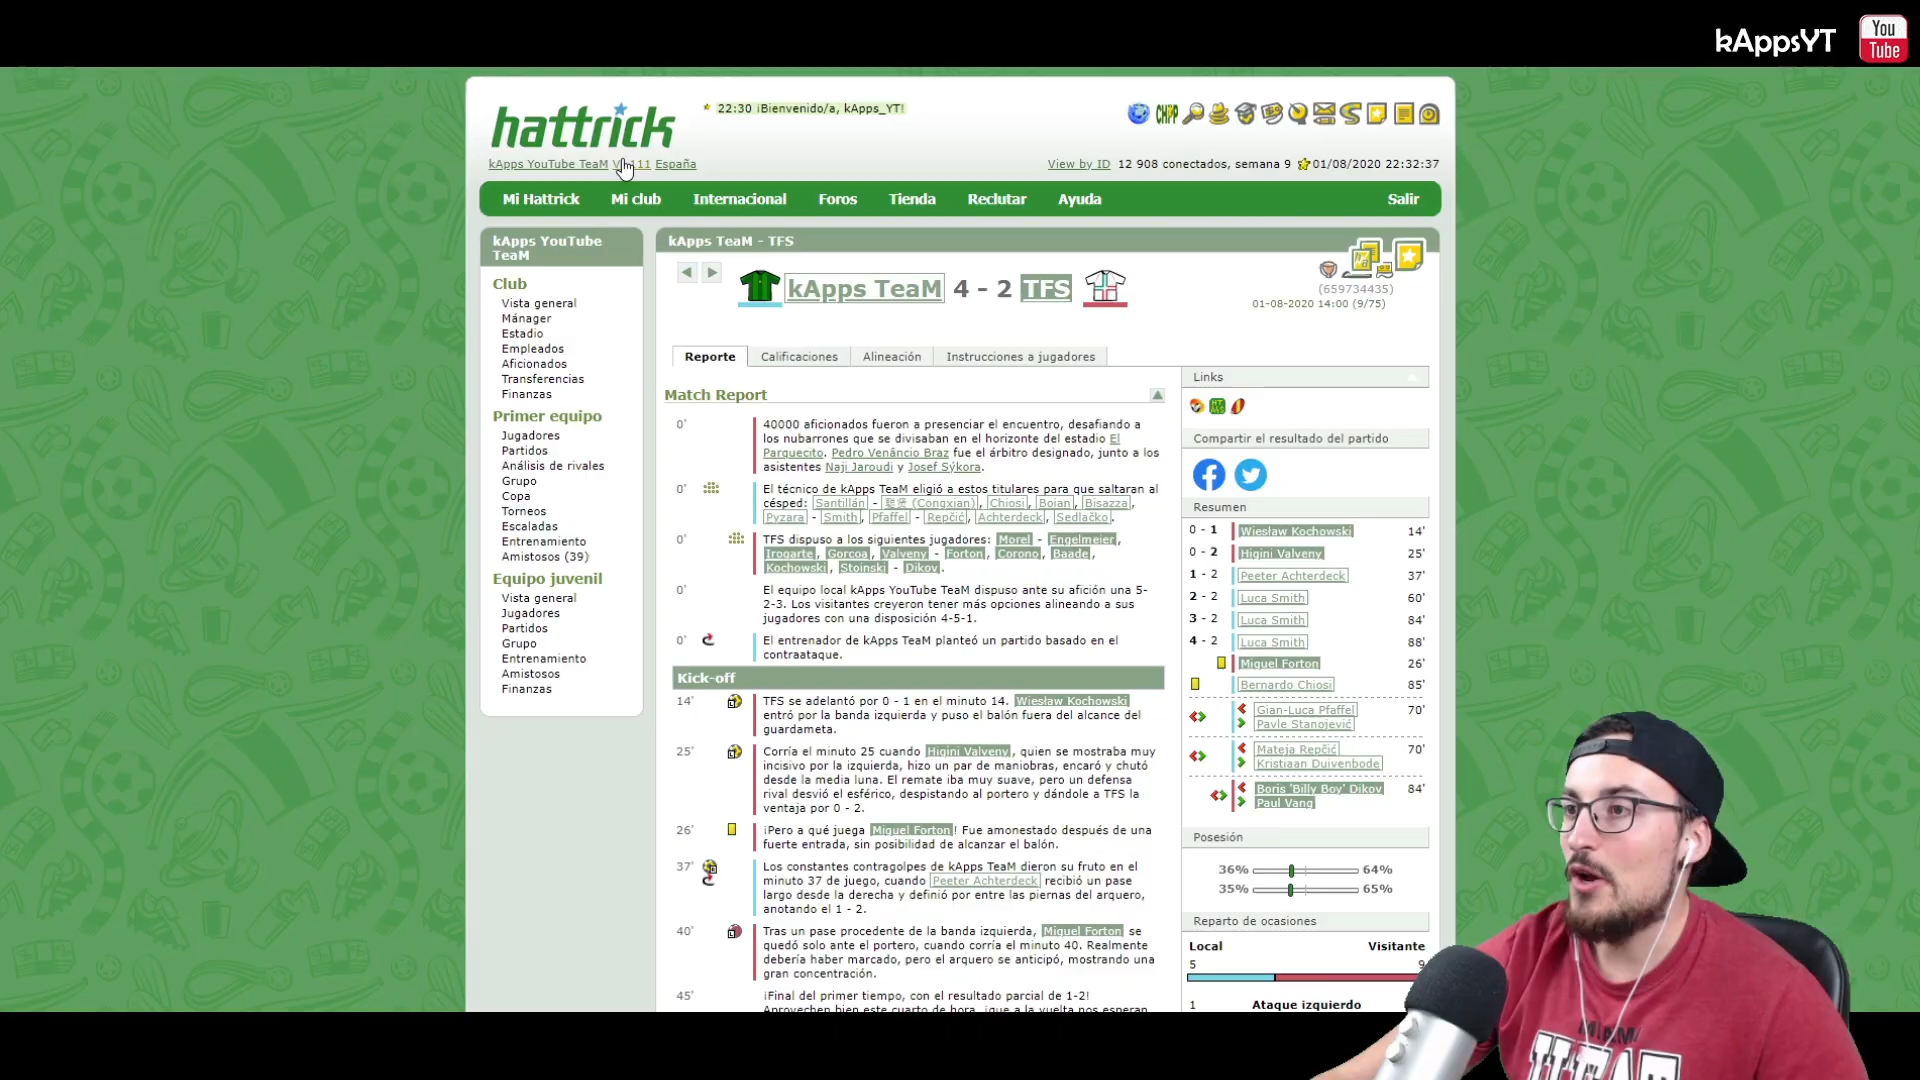 kAppsYT
You
Tube
hattrick
22:30 ¡Bienvenido/a, kApps_YT!
CHPP
kApps YouTube TeaM
España
View by ID 12 908 conectados, semana 9 01/08/2020 22:32:37
Mi Hattrick Mi club Internacional Foros Tienda Reclutar Ayuda Salir
kApps YouTube
TeaM
Club
Vista general
Mánager
Estadio
Empleados
Aficionados
Transferencias
Finanzas
Primer equipo
Jugadores
Partidos
Análisis de rivales
Grupo
Copa
Torneos
Escaladas
Entrenamiento
Amistosos (39)
Equipo juvenil
Vista general
Jugadores
Partidos
Grupo
Entrenamiento
Amistosos
Finanzas
kApps TeaM - TFS
kApps TeaM 4 - 2 TFS
(659734435)
01-08-2020 14:00 (9/75)
Reporte Calificaciones Alineación Instrucciones a jugadores
Match Report
0' 40000 aficionados fueron a presenciar el encuentro, desafiando a
los nubarrones que se divisaban en el horizonte del estadio El
Parquecito. Pedro Venâncio Braz fue el árbitro designado, junto a los
asistentes Naji Jaroudi y Josef Sýkora.
0' El técnico de kApps TeaM eligió a estos titulares para que saltaran al
césped: Santillán - 聪贤 (Congxian), Chiosi, Boian, Bisazza,
Pyzara - Smith, Pfaffel - Repčić, Achterdeck, Sedlačko.
0' TFS dispuso a los siguientes jugadores: Morel - Engelmeier,
Irogarte, Gorcoa, Valveny - Forton, Corono, Baade,
Kochowski, Stoinski - Dikov.
0' El equipo local kApps YouTube TeaM dispuso ante su afición una 5-
2-3. Los visitantes creyeron tener más opciones alineando a sus
jugadores con una disposición 4-5-1.
0' El entrenador de kApps TeaM planteó un partido basado en el
contraataque.
Kick-off
14' TFS se adelantó por 0 - 1 en el minuto 14. Wiesław Kochowski
entró por la banda izquierda y puso el balón fuera del alcance del
guardameta.
25' Corría el minuto 25 cuando Higini Valveny, quien se mostraba muy
incisivo por la izquierda, hizo un par de maniobras, encaró y chutó
desde la media luna. El remate iba muy suave, pero un defensa
rival desvió el esférico, despistando al portero y dándole a TFS la
ventaja por 0 - 2.
26' ¡Pero a qué juega Miguel Forton! Fue amonestado después de una
fuerte entrada, sin posibilidad de alcanzar el balón.
37' Los constantes contragolpes de kApps TeaM dieron su fruto en el
minuto 37 de juego, cuando Peeter Achterdeck recibió un pase
largo desde la derecha y definió por entre las piernas del arquero,
anotando el 1 - 2.
40' Tras un pase procedente de la banda izquierda, Miguel Forton se
quedó solo ante el portero, cuando corría el minuto 40. Realmente
debería haber marcado, pero el arquero se anticipó, mostrando una
gran concentración.
45' ¡Final del primer tiempo, con el resultado parcial de 1-2!
Aprovechen bien este cuarto de hora, ¡que a la vuelta nos esperan
Links
Compartir el resultado del partido
Resumen
0 - 1 Wiesław Kochowski 14'
0 - 2 Higini Valveny 25'
1 - 2 Peeter Achterdeck 37'
2 - 2 Luca Smith 60'
3 - 2 Luca Smith 84'
4 - 2 Luca Smith 88'
Miguel Forton 26'
Bernardo Chiosi 85'
Gian-Luca Pfaffel 70'
Pavle Stanojević
Mateja Repčić 70'
Kristiaan Duivenbode
Boris 'Billy Boy' Dikov 84'
Paul Vang
Posesión
36% 64%
35% 65%
Reparto de ocasiones
Local Visitante
5 9
1 Ataque izquierdo
HEAT